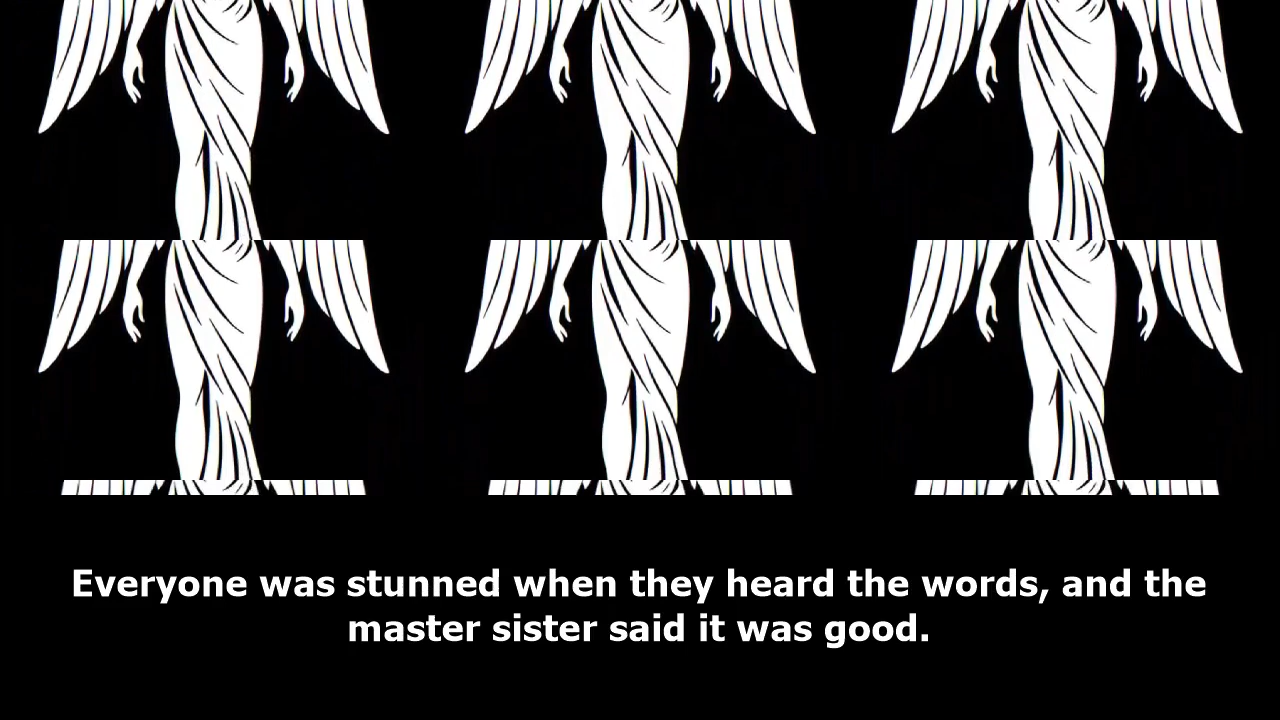 Everyone was stunned when they heard the words, and the
master sister said it was good.